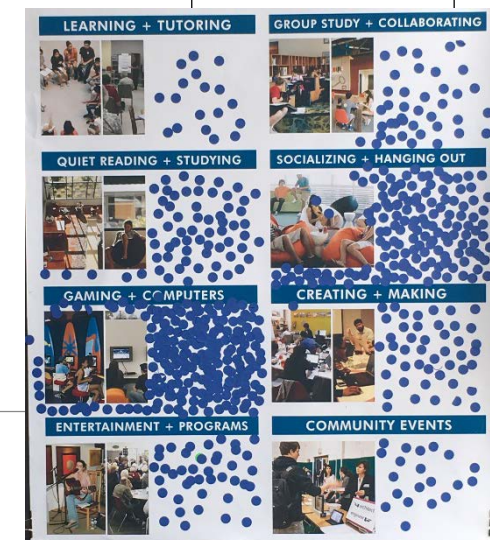 LEARNING + TUTORING
GROUP STUDY + COLLABORATING
QUIET READING + STUDYING
SOCIALIZING + HANGING OUT
GAMING + COMPUTERS
CREATING + MAKING
ENTERTAINMENT + PROGRAMS
COMMUNITY EVENTS